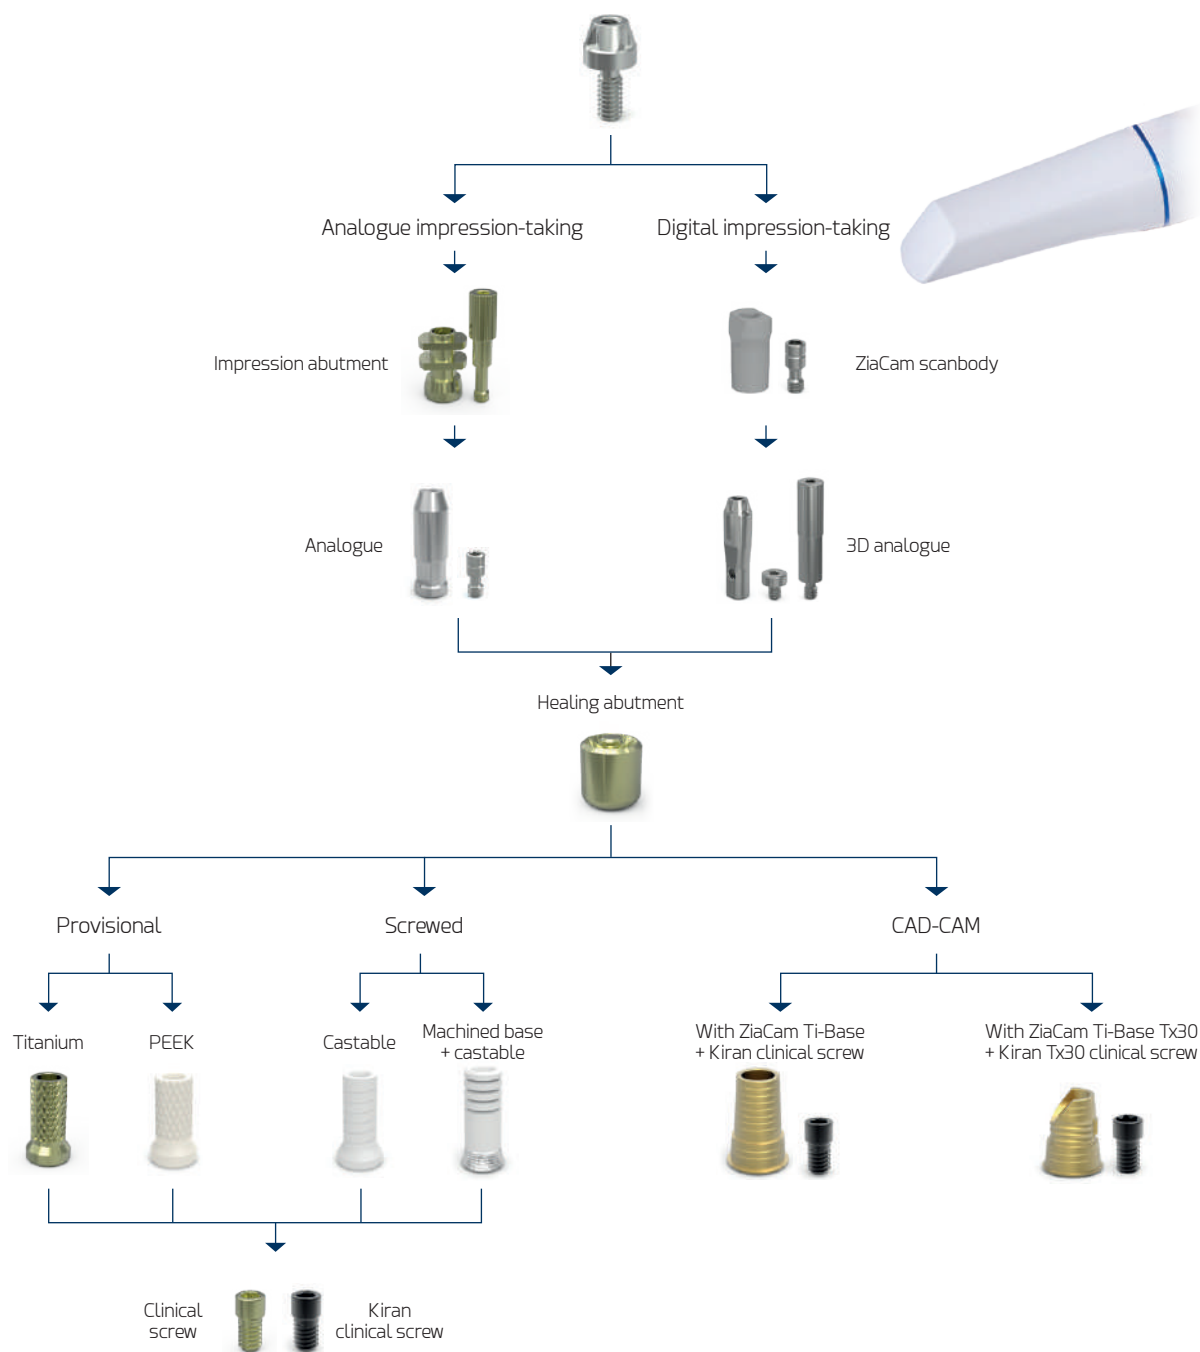 Analogue impression-taking
Digital impression-taking
Impression abutment
ZiaCam scanbody
Analogue
3D analogue
Healing abutment
Provisional
Screwed
CAD-CAM
Titanium
PEEK
Castable
Machined base
+ castable
With ZiaCam Ti-Base
+ Kiran clinical screw
With ZiaCam Ti-Base Tx30
+ Kiran Tx30 clinical screw
Clinical
screw
Kiran
clinical screw